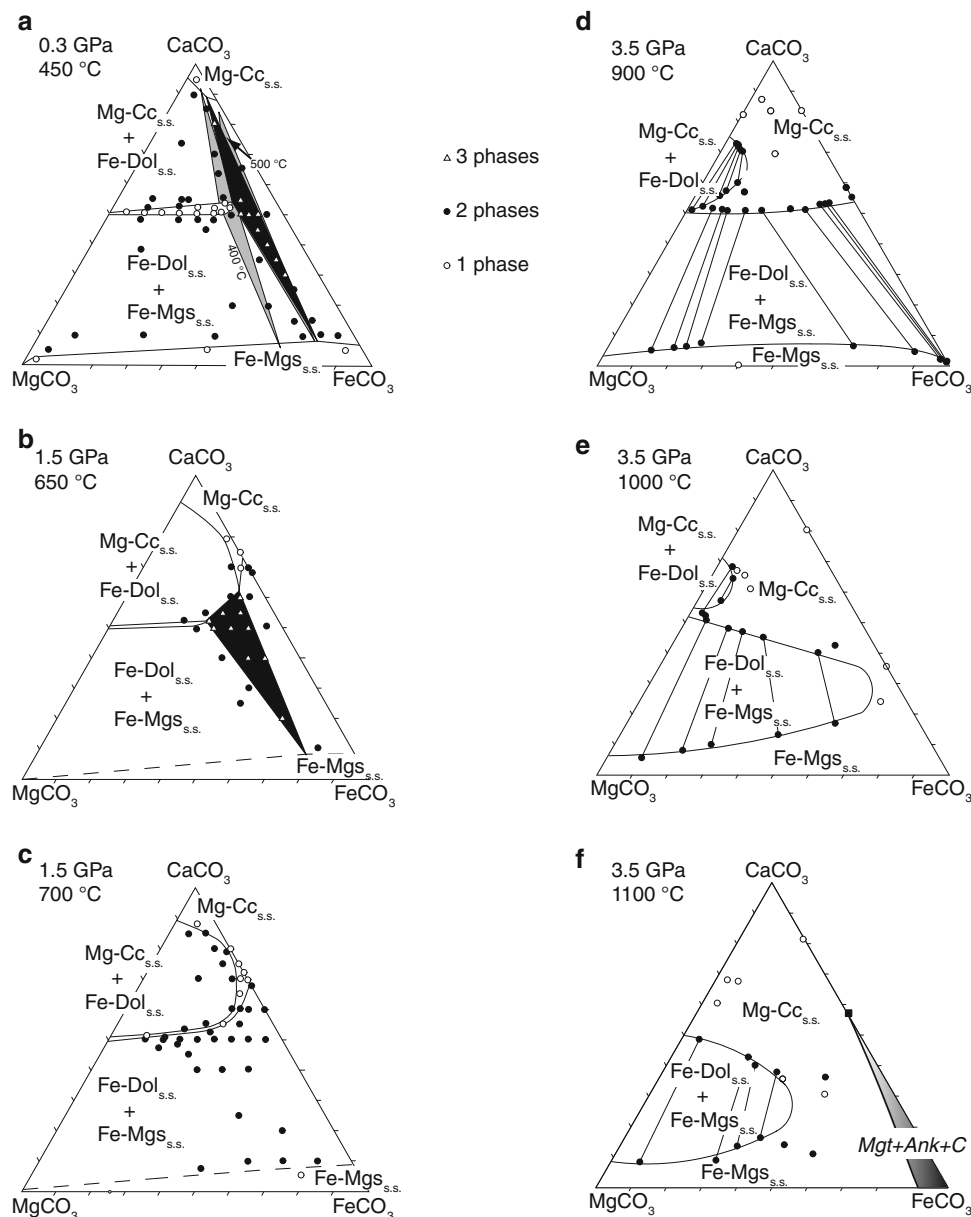 a
0.3 GPa
450 °C
CaCO3
Mg-Ccs.s.
Mg-Ccs.s.
+
Fe-Dols.s.
500 °C
400 °C
Fe-Dols.s.
+
Fe-Mgss.s.
Fe-Mgss.s.
MgCO3
FeCO3
3 phases
2 phases
1 phase
b
1.5 GPa
650 °C
CaCO3
Mg-Ccs.s.
Mg-Ccs.s.
+
Fe-Dols.s.
Fe-Dols.s.
+
Fe-Mgss.s.
Fe-Mgss.s.
MgCO3
FeCO3
c
1.5 GPa
700 °C
CaCO3
Mg-Ccs.s.
Mg-Ccs.s.
+
Fe-Dols.s.
Fe-Dols.s.
+
Fe-Mgss.s.
Fe-Mgss.s.
MgCO3
FeCO3
d
3.5 GPa
900 °C
CaCO3
Mg-Ccs.s.
Mg-Ccs.s.
+
Fe-Dols.s.
Fe-Dols.s.
+
Fe-Mgss.s.
Fe-Mgss.s.
MgCO3
FeCO3
e
3.5 GPa
1000 °C
CaCO3
Mg-Ccs.s.
+
Fe-Dols.s.
Mg-Ccs.s.
Fe-Dols.s.
+
Fe-Mgss.s.
Fe-Mgss.s.
MgCO3
FeCO3
f
3.5 GPa
1100 °C
CaCO3
Mg-Ccs.s.
Fe-Dols.s.
+
Fe-Mgss.s.
Fe-Mgss.s.
Mgt+Ank+C
MgCO3
FeCO3